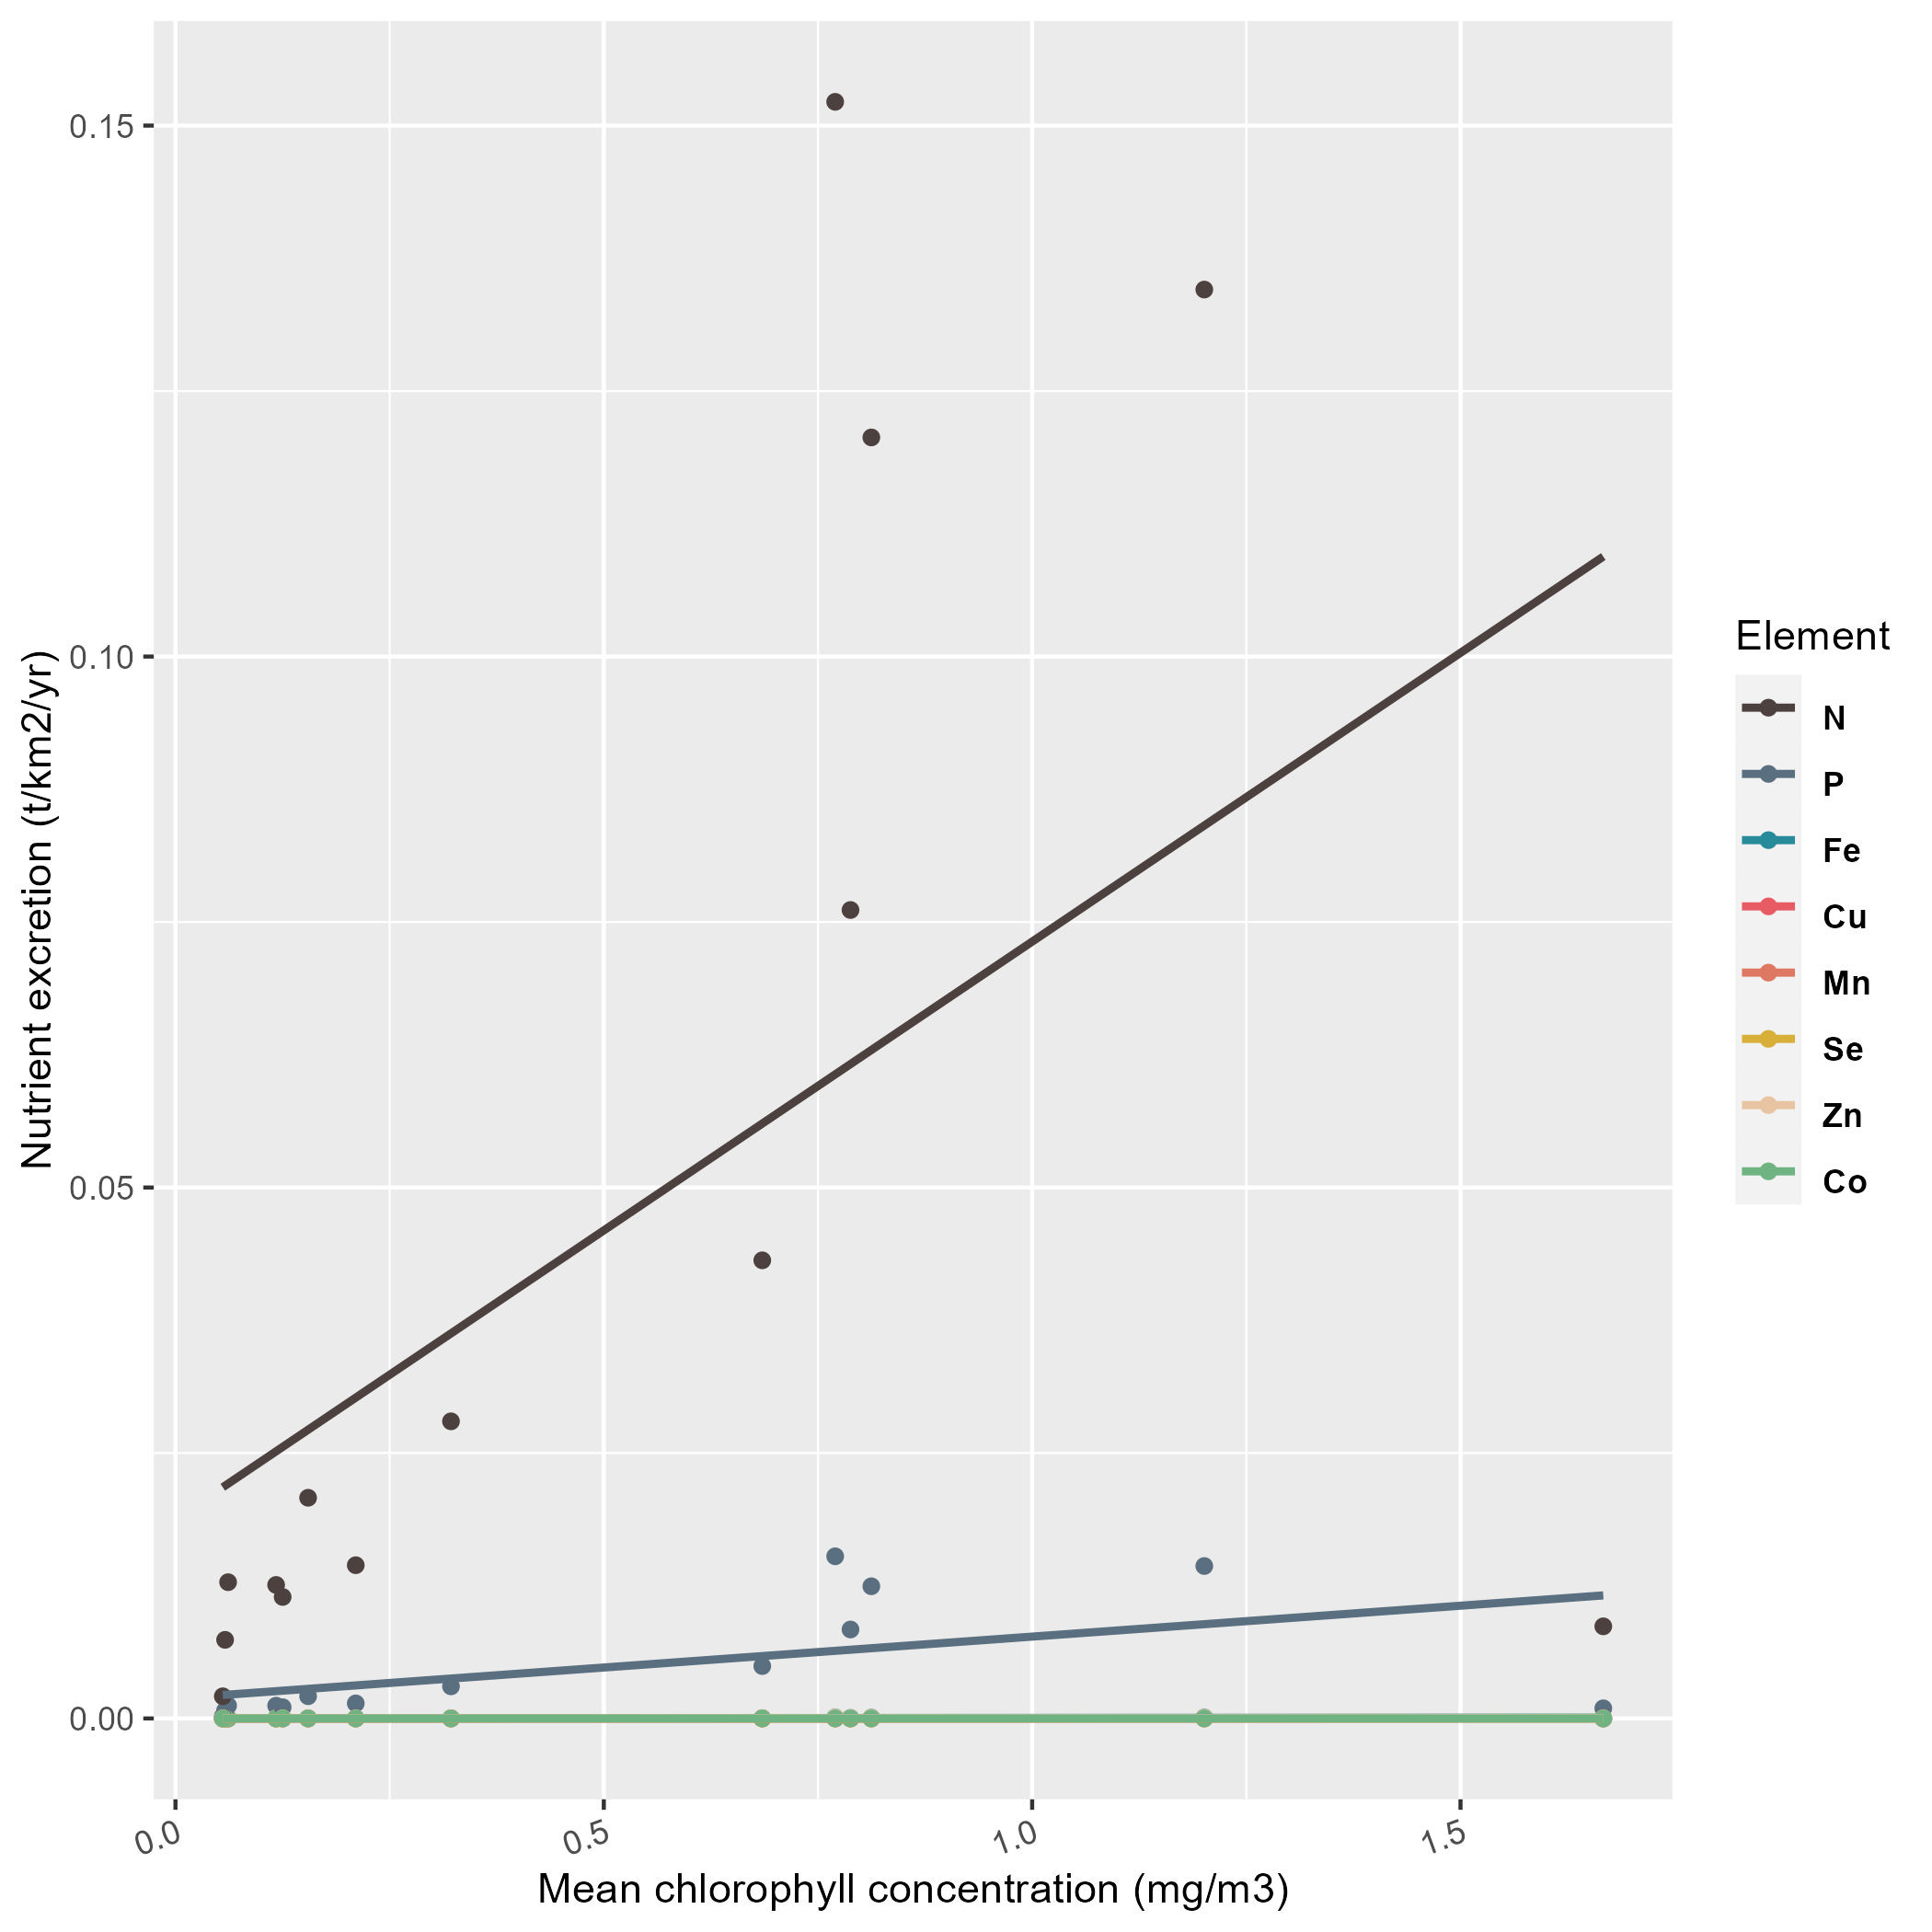 0.15
0.10
0.05
0.00
Nutrient excretion (t/km2/yr)
0.0
0.5
1.0
1.5
Mean chlorophyll concentration (mg/m3)
Element
N
P
Fe
Cu
Mn
Se
Zn
Co